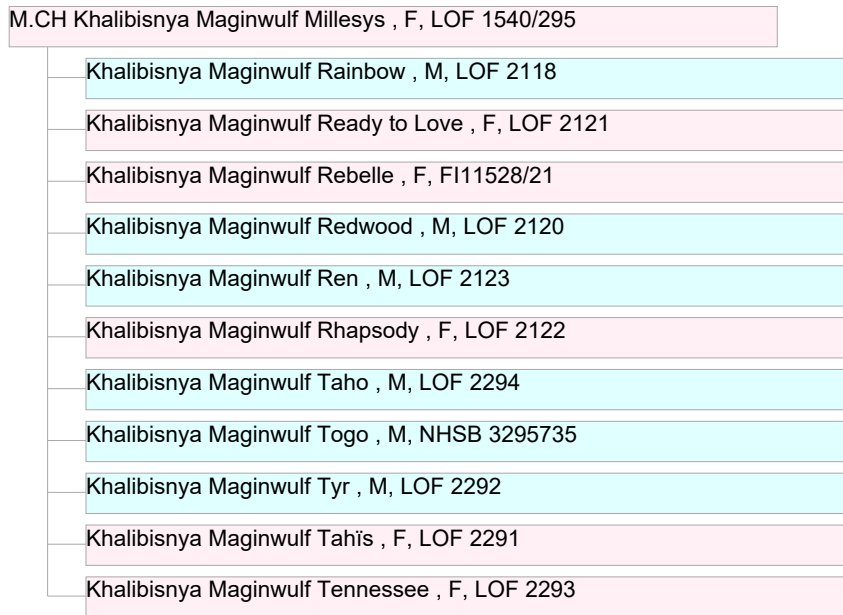 M.CH Khalibisnya Maginwulf Millesys , F, LOF 1540/295
Khalibisnya Maginwulf Rainbow , M, LOF 2118
Khalibisnya Maginwulf Ready to Love , F, LOF 2121
Khalibisnya Maginwulf Rebelle , F, FI11528/21
Khalibisnya Maginwulf Redwood , M, LOF 2120
Khalibisnya Maginwulf Ren , M, LOF 2123
Khalibisnya Maginwulf Rhapsody , F, LOF 2122
Khalibisnya Maginwulf Taho , M, LOF 2294
Khalibisnya Maginwulf Togo , M, NHSB 3295735
Khalibisnya Maginwulf Tyr , M, LOF 2292
Khalibisnya Maginwulf Tahïs , F, LOF 2291
Khalibisnya Maginwulf Tennessee , F, LOF 2293